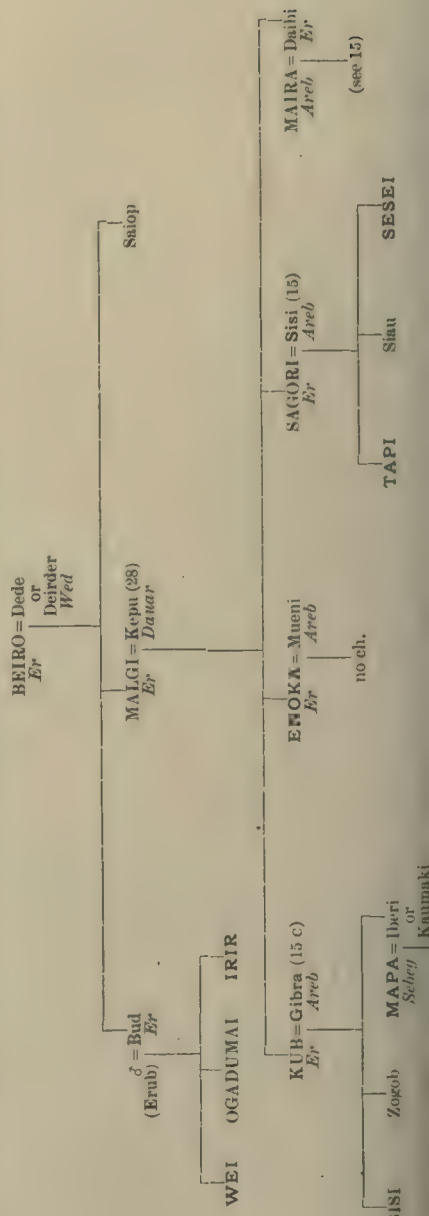 BEIRO = Dede
Er or
Deirder
Wed
♂ = Bud MALGI = Kepu (28) Saiop
(Erub) Er Er Dauar
WEI OGADUMAI IRIR
KUB = Gibra (15 c) ENOKA = Mueni SAGORI = Sisi (15) MAIRA = Daibi
Er Areb Er Areb Er Areb Areb Er
no ch. (see 15)
SISI Zogob MAPA = Iberi TAPI Siau SESEI
Sebeg or
Kaumaki